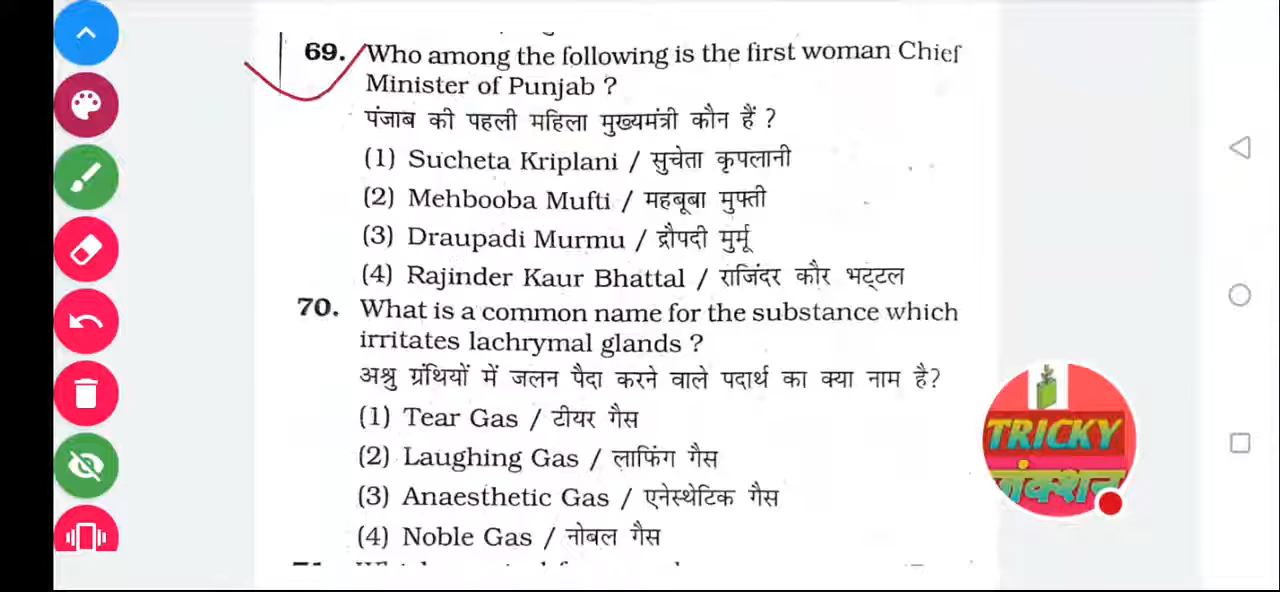 69. Who among the following is the first woman Chief
Minister of Punjab ?
पंजाब की पहली महिला मुख्यमंत्री कौन हैं ?
(1) Sucheta Kriplani / सुचेता कृपलानी
(2) Mehbooba Mufti / महबूबा मुफ्ती
(3) Draupadi Murmu / द्रौपदी मुर्मू
(4) Rajinder Kaur Bhattal / राजिंदर कौर भट्टल
70. What is a common name for the substance which
irritates lachrymal glands ?
अश्रु ग्रंथियों में जलन पैदा करने वाले पदार्थ का क्या नाम है?
(1) Tear Gas / टीयर गैस
(2) Laughing Gas / लाफिंग गैस
(3) Anaesthetic Gas / एनेस्थेटिक गैस
(4) Noble Gas / नोबल गैस
TRICKY